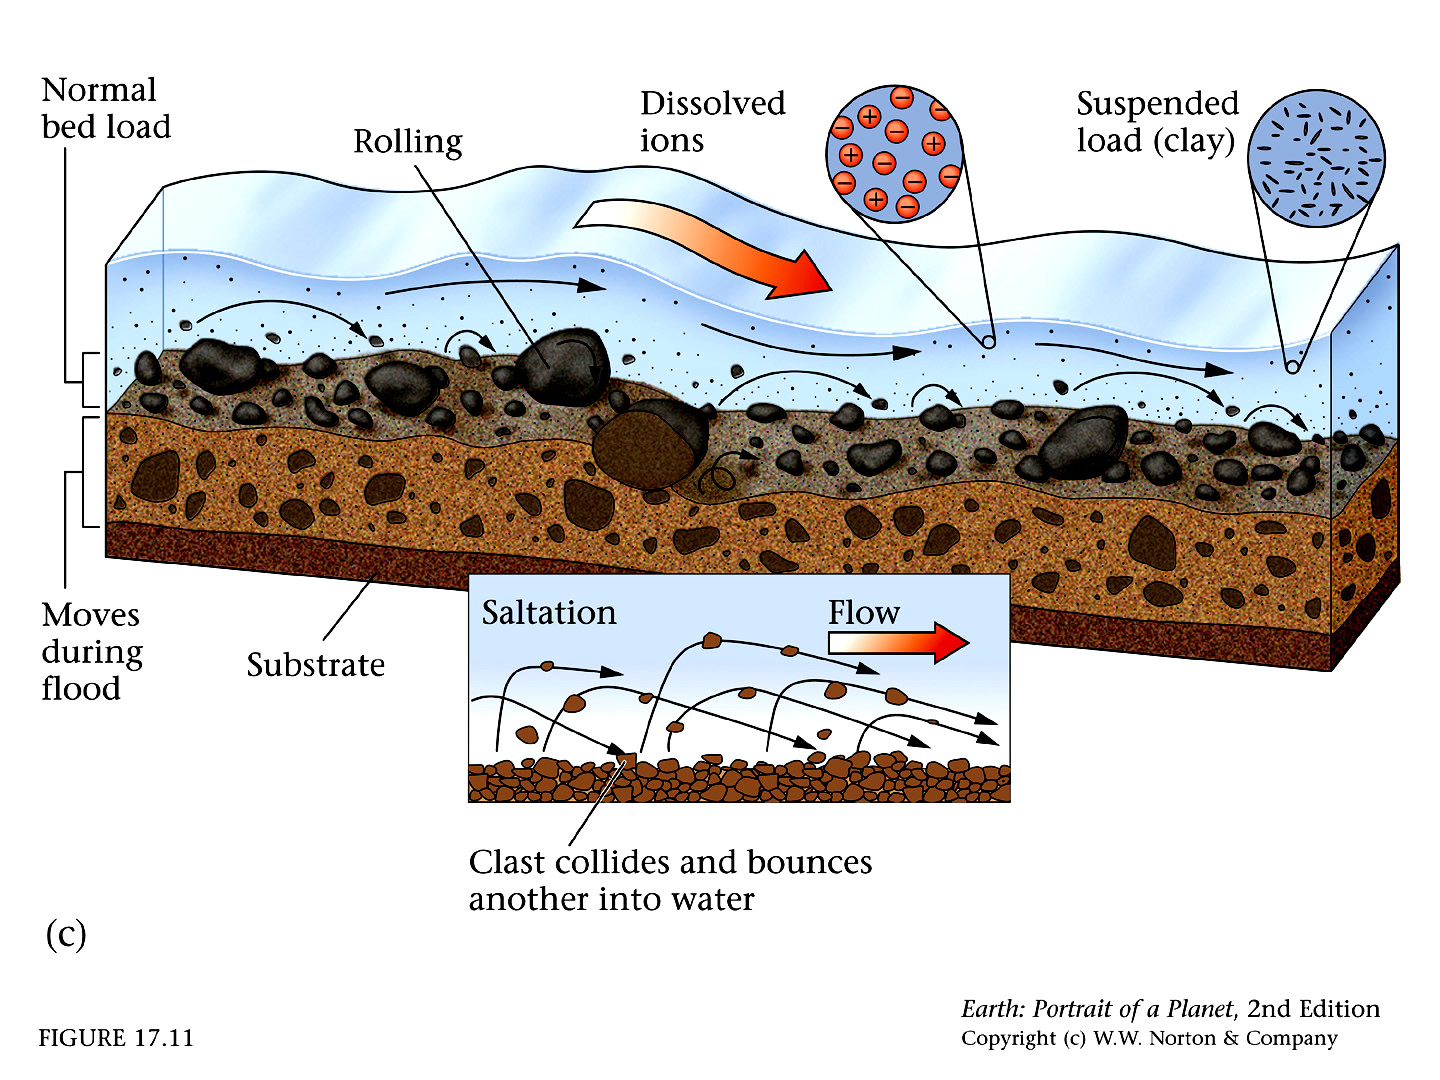 Normal
bed load
Rolling
Dissolved
ions
Suspended
load (clay)
Moves
during
flood
Substrate
Saltation
Flow
Clast collides and bounces
another into water
(c)
FIGURE 17.11
Earth: Portrait of a Planet, 2nd Edition
Copyright (c) W.W. Norton & Company